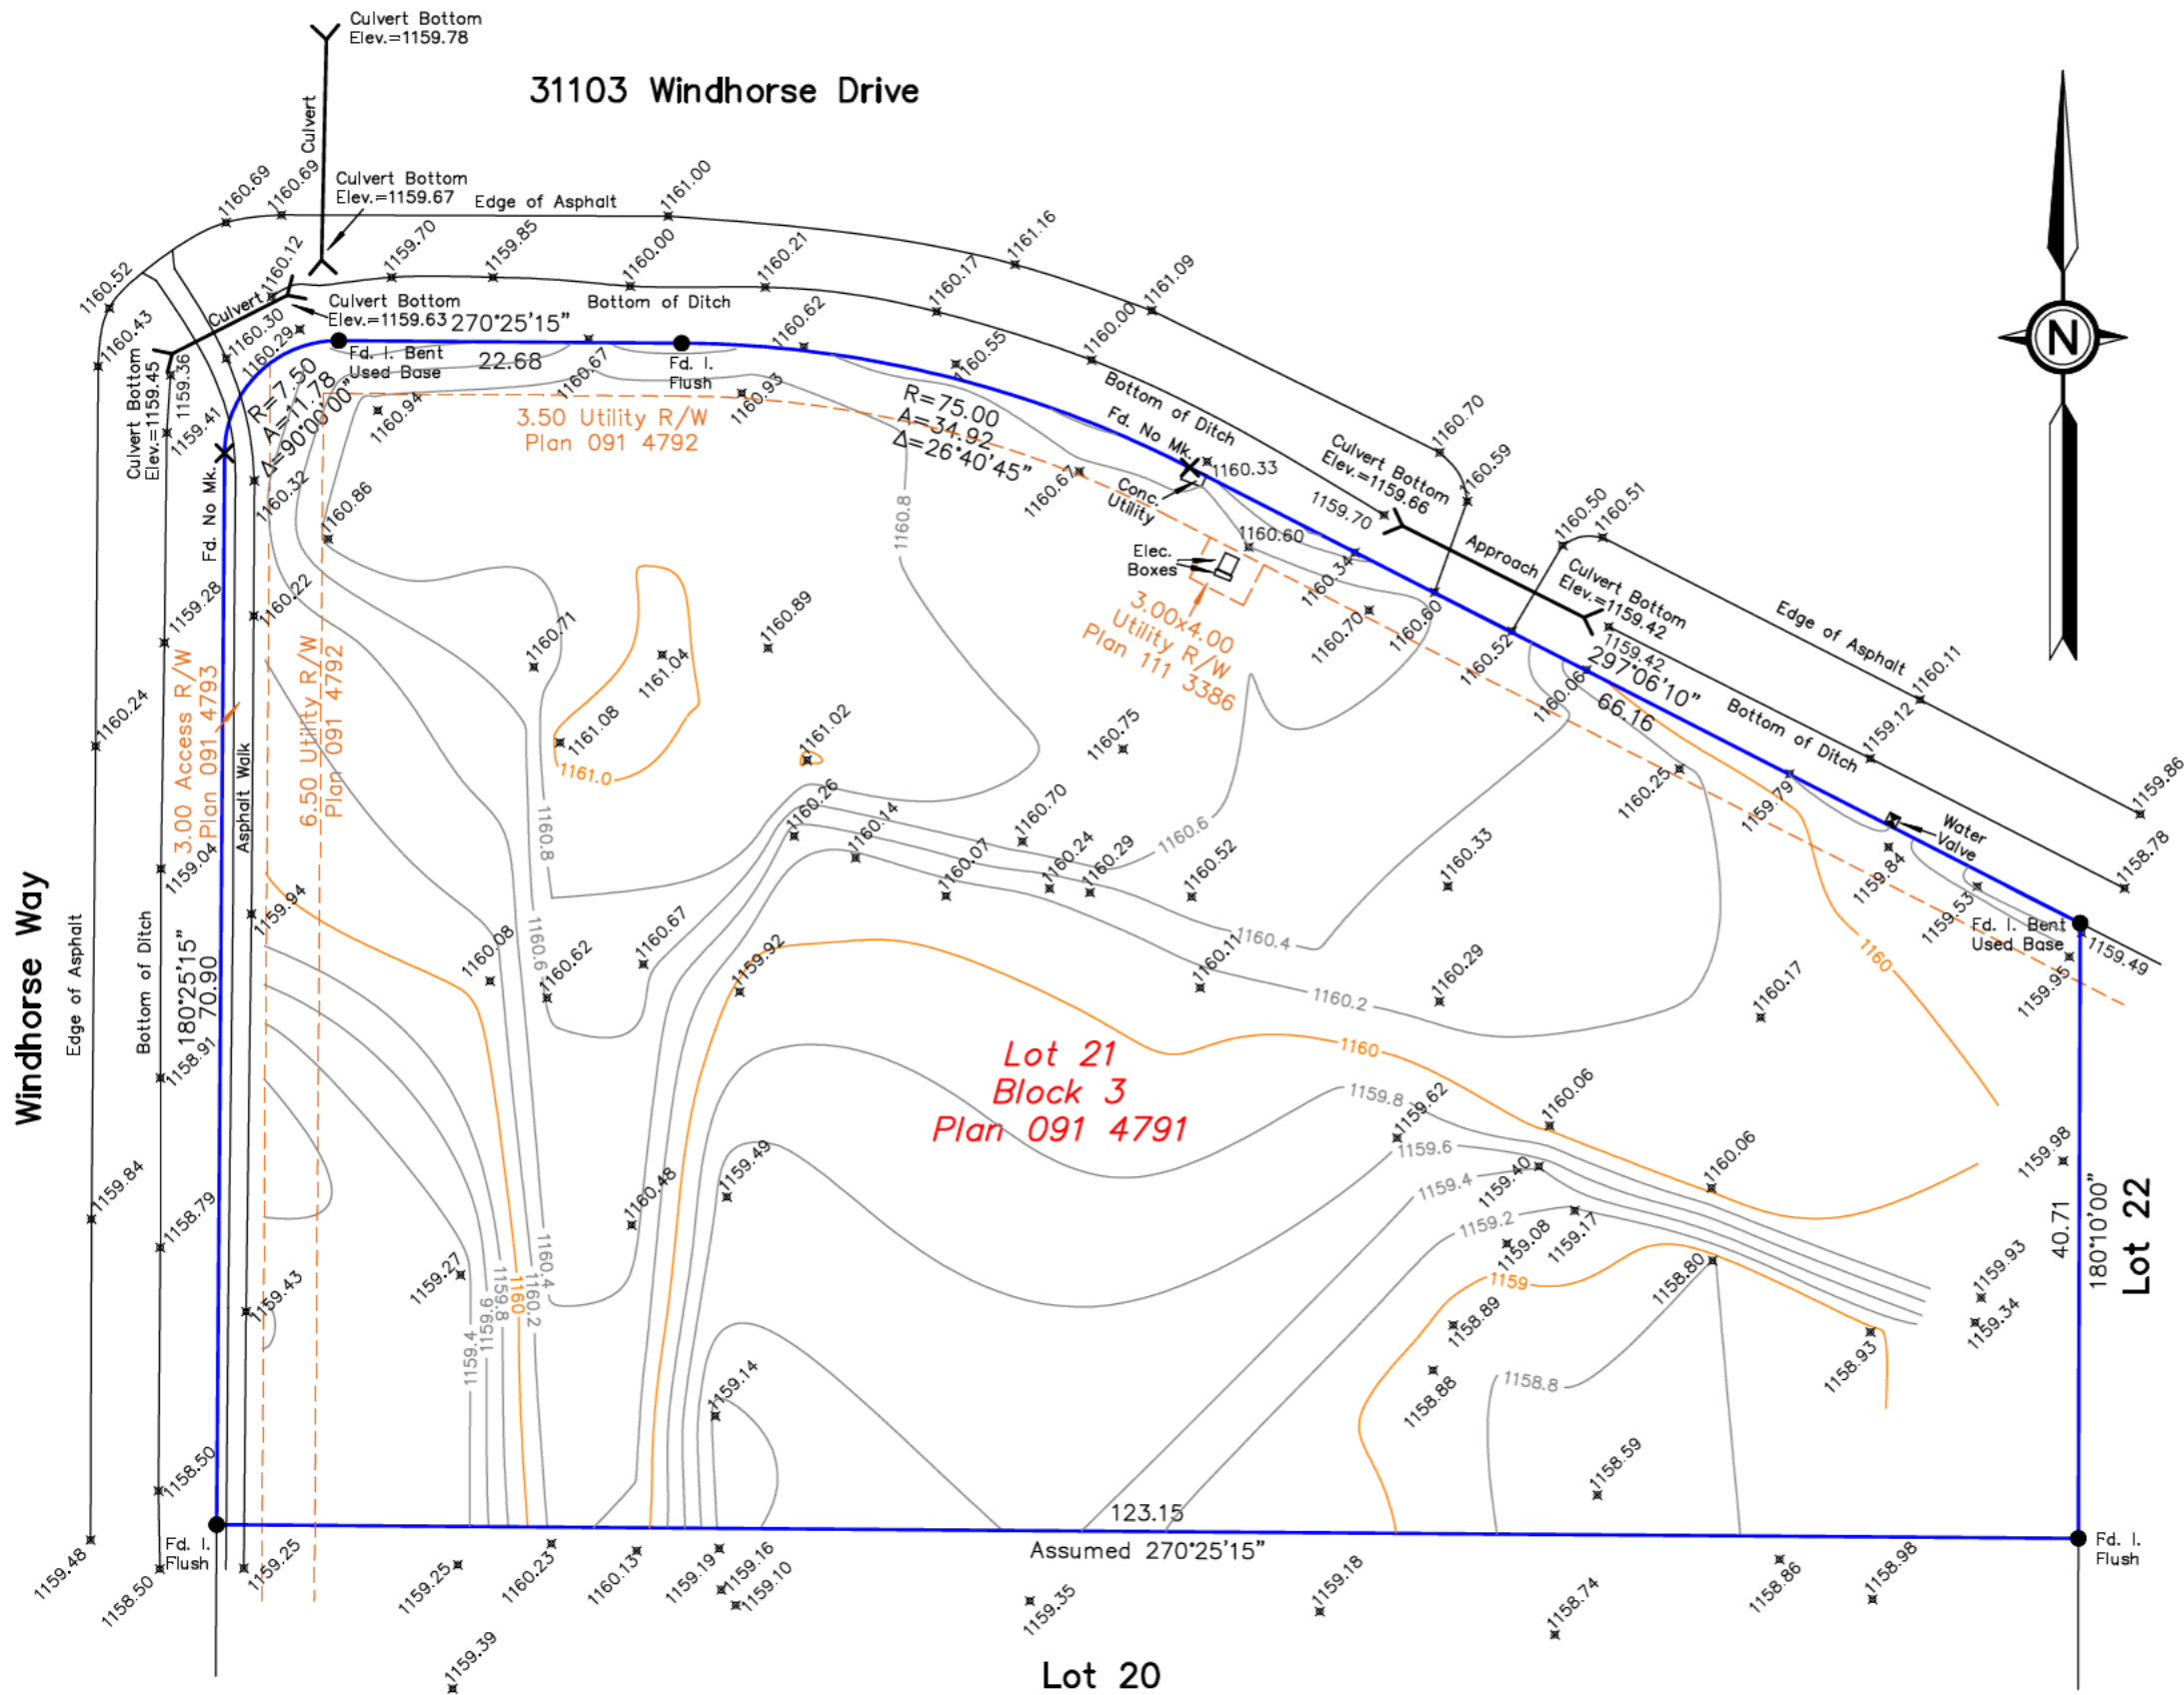 Culvert Bottom
Elev.=1159.78
31103 Windhorse Drive
Culvert
1160.69
1160.69
Culvert Bottom
Elev.=1159.67
Edge of Asphalt
1161.00
1161.16
1161.09
1160.52
1160.43
1160.12
1159.70
1159.85
1160.00
1160.21
1160.17
1160.00
Bottom of Ditch
Culvert
Culvert Bottom
Elev.=1159.63
270°25'15"
1160.30
1160.29
1160.62
1160.55
Fd. I. Bent
Used Base
22.68
1160.67
Fd. I.
Flush
1160.93
1160.94
Culvert Bottom
Elev.=1159.45
1159.36
1159.41
R=7.50
A=11.78
Δ=90°00'00"
3.50 Utility R/W
Plan 091 4792
R=75.00
A=34.92
Δ=26°40'45"
Bottom of Ditch
Fd. No Mk.
1160.33
1160.67
Conc.
Utility
Culvert Bottom
Elev.=1159.66
1159.70
1160.70
1160.59
1160.50
1160.51
Approach
Culvert Bottom
Elev.=1159.42
1159.42
Edge of Asphalt
1160.11
1159.12
1159.86
1158.78
Bottom of Ditch
N
Fd. No Mk.
1160.32
1160.86
1160.8
1160.60
Elec.
Boxes
3.00x4.00
Utility R/W
Plan 111 3386
1160.34
1160.70
1160.60
1160.52
1160.06
297°06'10"
66.16
1160.25
1159.79
1159.84
Water
Valve
1159.53
Fd. I. Bent
Used Base
1159.49
1159.95
1159.28
1160.22
1160.24
3.00 Access R/W
Plan 091 4793
6.50 Utility R/W
Plan 091 4792
Asphalt Walk
1160.71
1161.04
1160.89
1161.08
1161.0
1161.02
1160.75
1160.8
1160.26
1160.14
1160.07
1160.70
1160.24
1160.29
1160.6
1160.52
1160.33
1160.4
1160.11
1160.2
1160.29
1160.17
1160
1159.04
1159.94
Windhorse Way
Edge of Asphalt
Bottom of Ditch
180°25'15"
70.90
1158.91
1160.08
1160.6
1160.62
1160.67
1159.92
Lot 21
Block 3
Plan 091 4791
1160
1159.8
1159.62
1160.06
1159.6
1159.40
1159.4
1160.06
1159.2
1159.08
1159.17
1159
1158.80
1158.89
1158.88
1158.8
1158.93
1158.59
1159.98
1159.93
1159.34
40.71
180°10'00"
Lot 22
1159.84
1158.79
1159.43
1159.27
1160.48
1159.49
1159.4
1159.6
1159.8
1160
1160.2
1160.4
1159.14
1158.50
1159.48
1158.50
Fd. I.
Flush
1159.25
1159.25
1160.23
1160.13
1159.19
1159.16
1159.10
1159.39
123.15
Assumed 270°25'15"
1159.35
1159.18
1158.74
1158.86
1158.98
Fd. I.
Flush
Lot 20